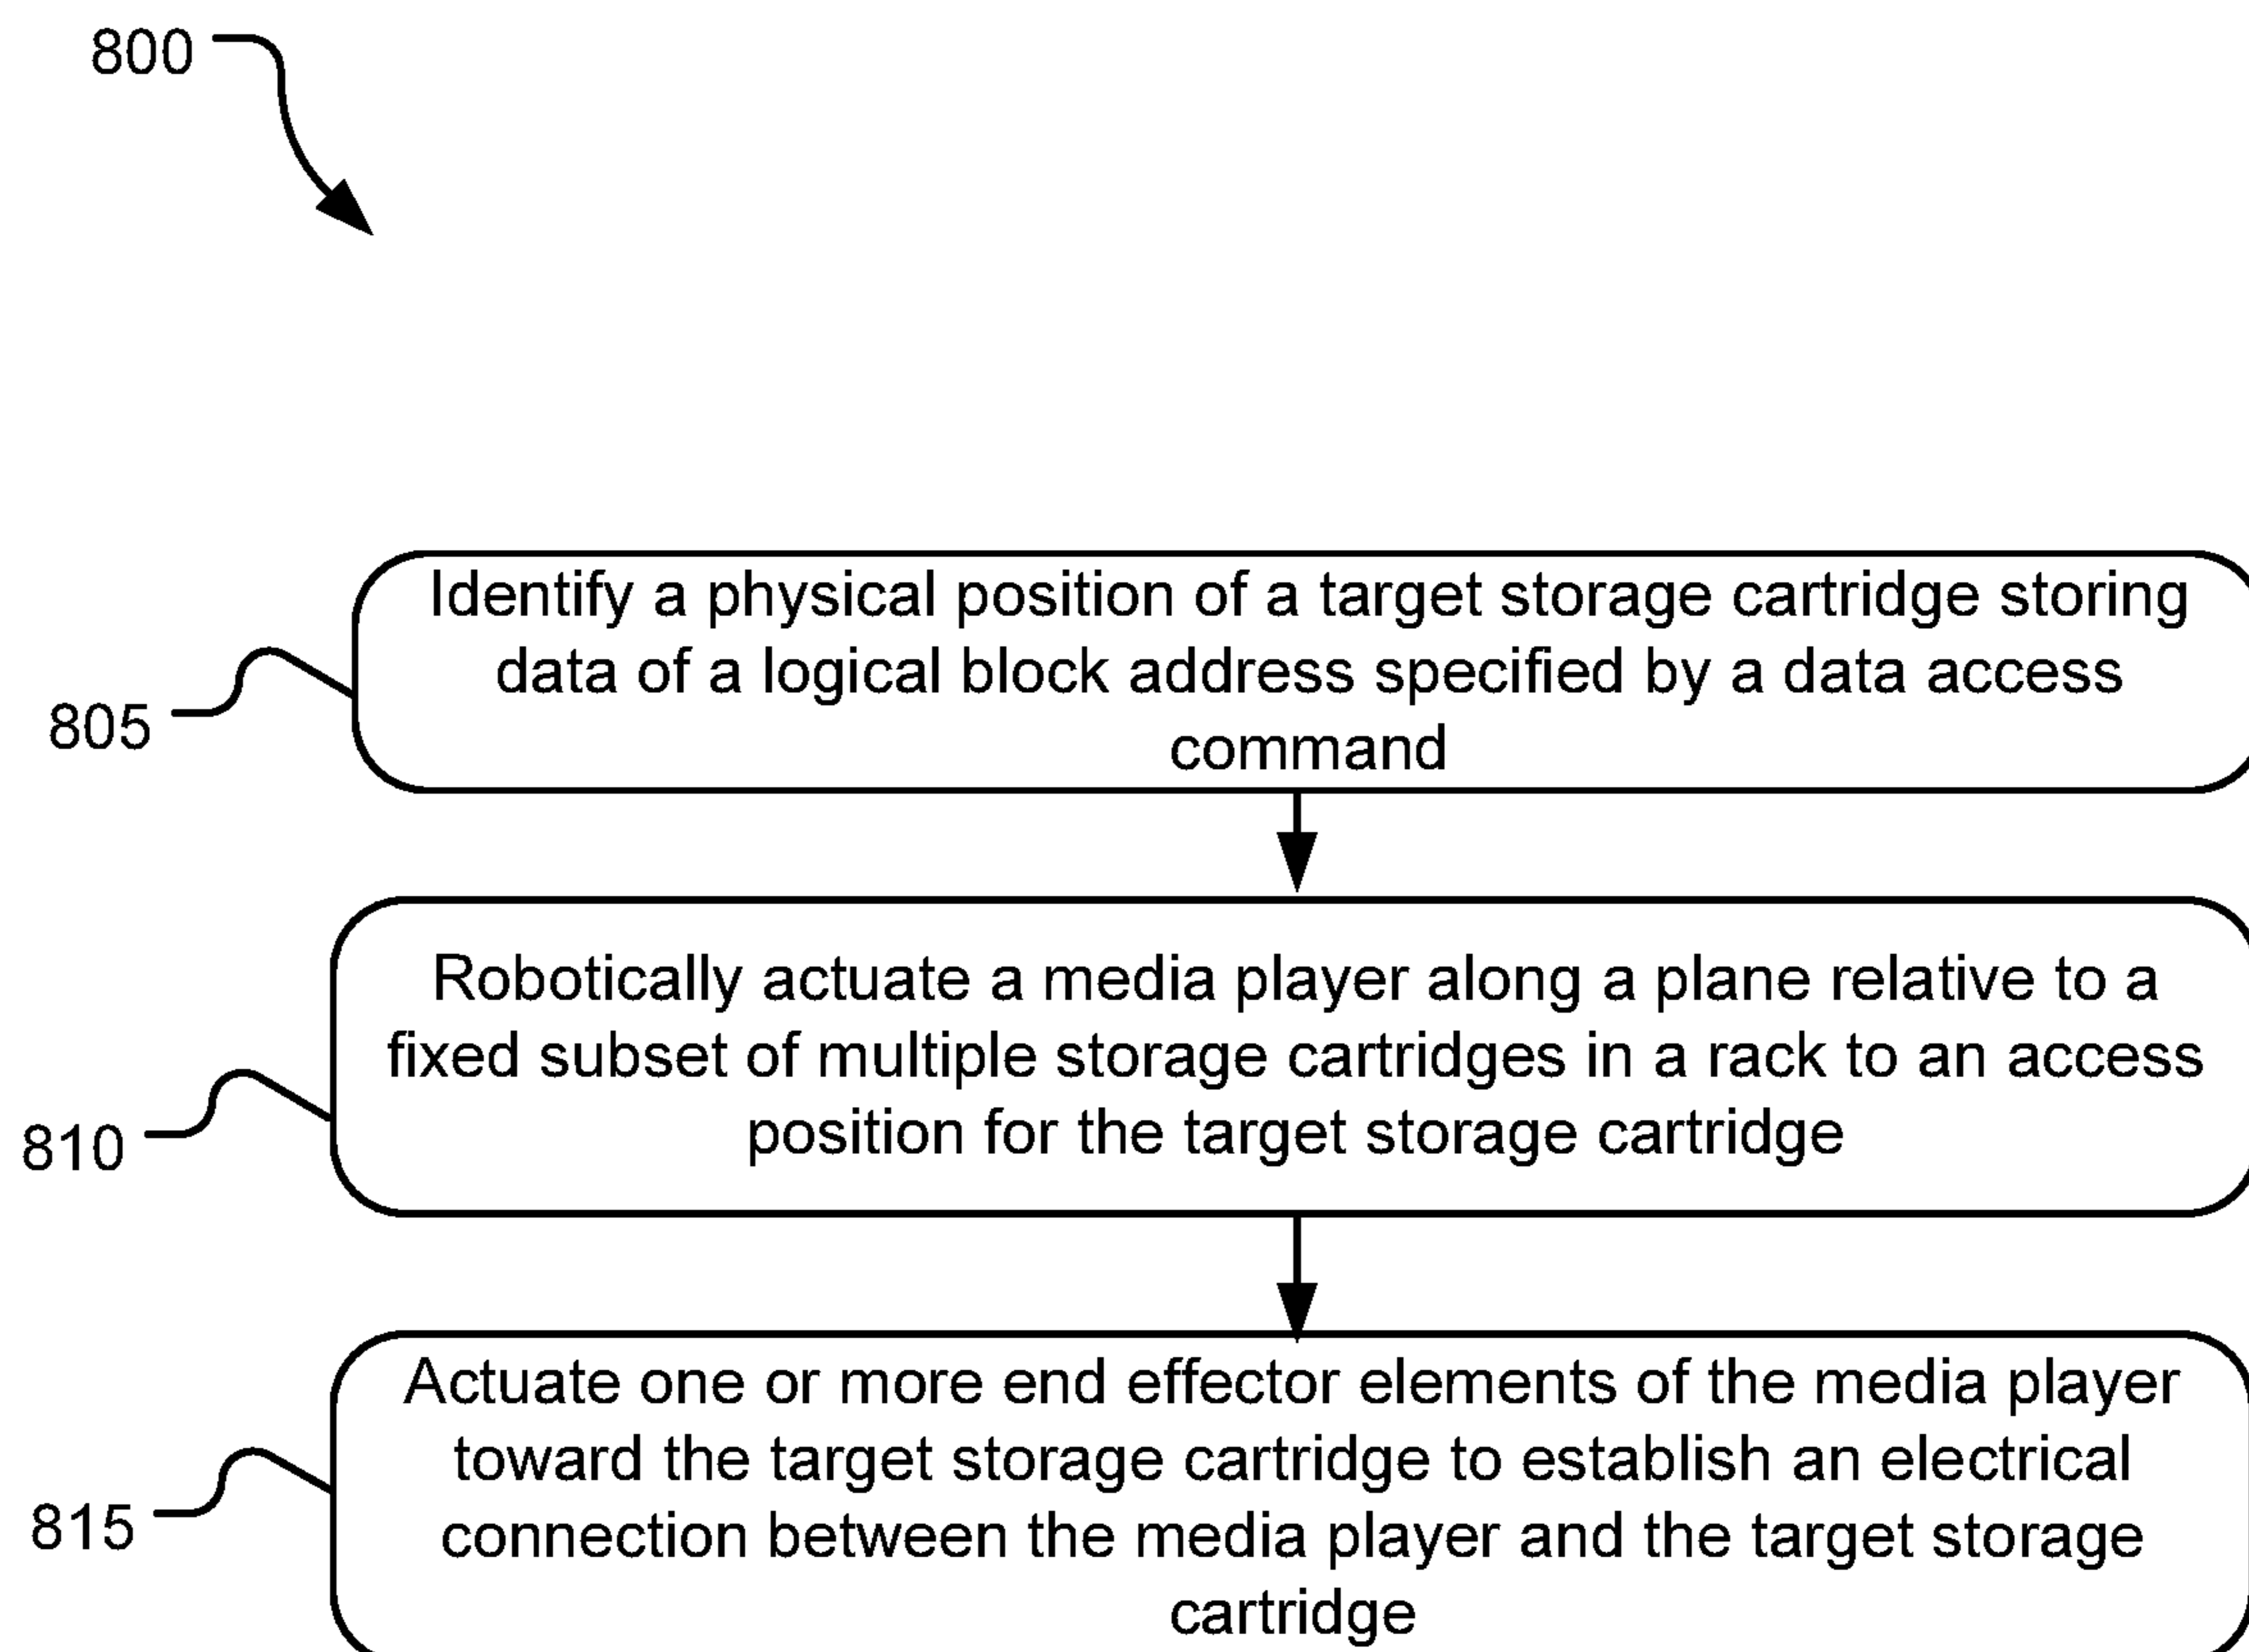 800
Identify a physical position of a target storage cartridge storing
data of a logical block address specified by a data access
command
805
Robotically actuate a media player along a plane relative to a
fixed subset of multiple storage cartridges in a rack to an access
position for the target storage cartridge
810
Actuate one or more end effector elements of the media player
toward the target storage cartridge to establish an electrical
connection between the media player and the target storage
cartridge
815